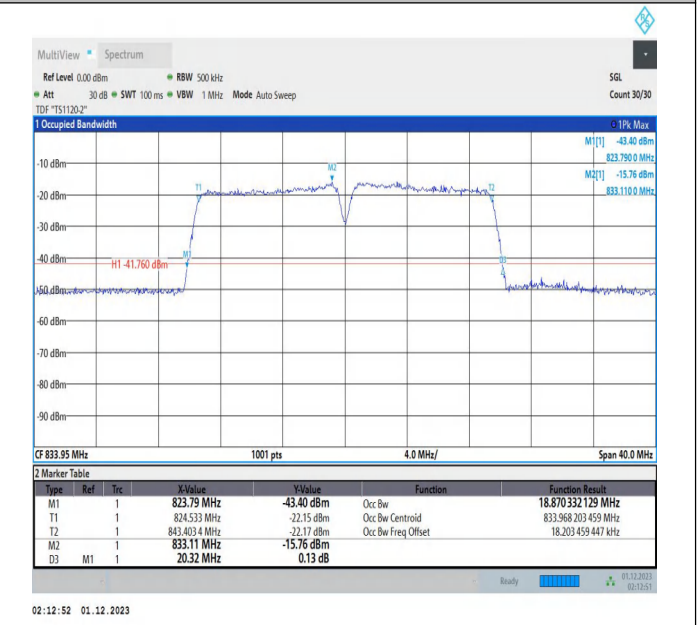 MultiView Spectrum
Ref Level 0.00 dBm RBW 500 kHz SGL
Att 30 dB SWT 100 ms VBW 1 MHz Mode Auto Sweep Count 30/30
TDF "TS1120-2"
1 Occupied Bandwidth 1Pk Max
M1[1] -43.40 dBm
823.790 0 MHz
M2[1] -15.76 dBm
833.110 0 MHz
-10 dBm
M2
T1
T2
-20 dBm
-30 dBm
-40 dBm
M1
H1 -41.760 dBm
D3
-50 dBm
-60 dBm
-70 dBm
-80 dBm
-90 dBm
CF 833.95 MHz 1001 pts 4.0 MHz/ Span 40.0 MHz
2 Marker Table
Type Ref Trc X-Value Y-Value Function Function Result
M1 1 823.79 MHz -43.40 dBm Occ Bw 18.870 332 129 MHz
T1 1 824.533 MHz -22.15 dBm Occ Bw Centroid 833.968 203 459 MHz
T2 1 843.403 4 MHz -22.17 dBm Occ Bw Freq Offset 18.203 459 447 kHz
M2 1 833.11 MHz -15.76 dBm
D3 M1 1 20.32 MHz 0.13 dB
Ready 01.12.2023
02:12:51
02:12:52 01.12.2023